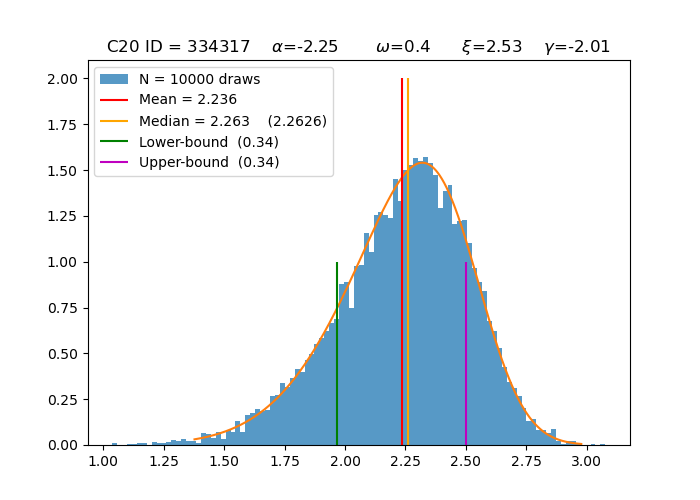 C20 ID = 334317 α=-2.25 ω=0.4 ξ=2.53 γ=-2.01
N = 10000 draws
Mean = 2.236
Median = 2.263 (2.2626)
Lower-bound (0.34)
Upper-bound (0.34)
2.00
1.75
1.50
1.25
1.00
0.75
0.50
0.25
0.00
1.00 1.25 1.50 1.75 2.00 2.25 2.50 2.75 3.00